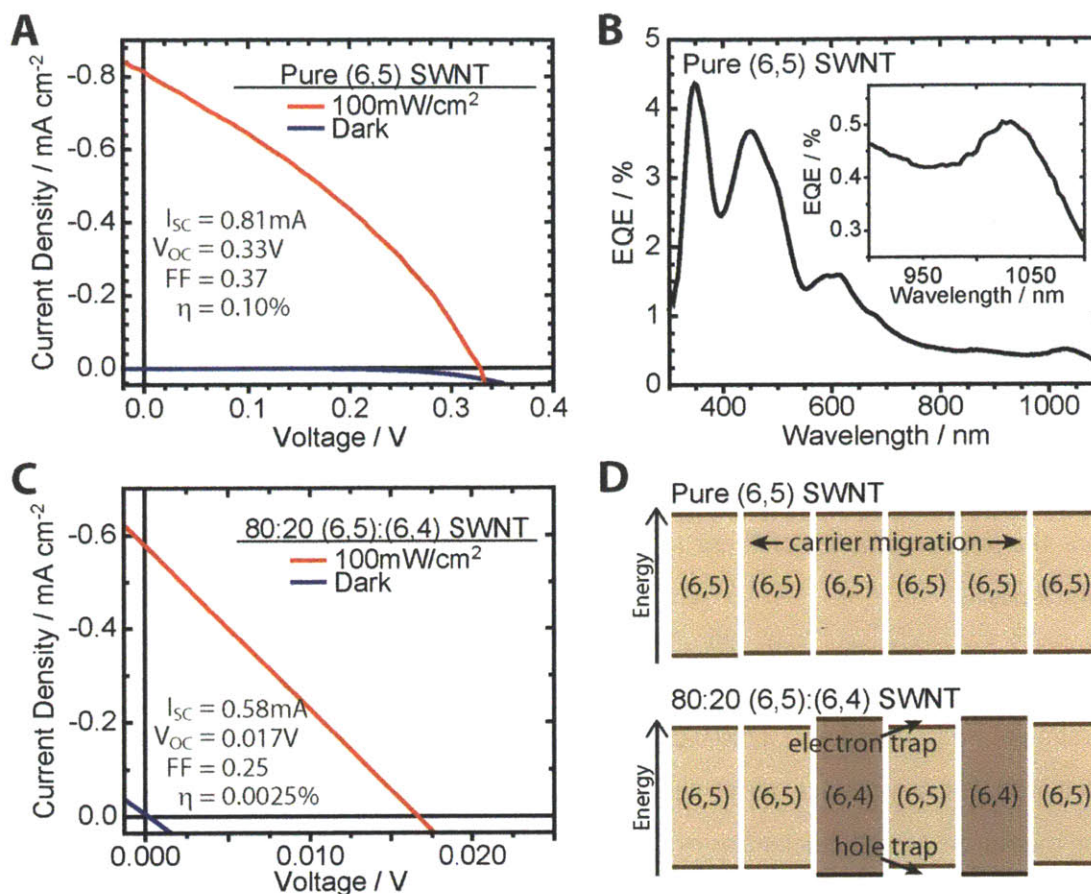 A
Pure (6,5) SWNT
100mW/cm²
Dark
I_SC = 0.81mA
V_OC = 0.33V
FF = 0.37
η = 0.10%
Current Density / mA cm⁻²
-0.8
-0.6
-0.4
-0.2
0.0
0.0 0.1 0.2 0.3 0.4
Voltage / V
B
Pure (6,5) SWNT
EQE / %
5
4
3
2
1
0
400 600 800 1000
Wavelength / nm
EQE / %
0.5
0.4
0.3
950 1050
Wavelength / nm
C
80:20 (6,5):(6,4) SWNT
100mW/cm²
Dark
I_SC = 0.58mA
V_OC = 0.017V
FF = 0.25
η = 0.0025%
Current Density / mA cm⁻²
-0.6
-0.4
-0.2
0.0
0.000 0.010 0.020
Voltage / V
D
Pure (6,5) SWNT
Energy
carrier migration
(6,5) (6,5) (6,5) (6,5) (6,5) (6,5)
80:20 (6,5):(6,4) SWNT
Energy
electron trap
(6,5) (6,5) (6,4) (6,5) (6,4) (6,5)
hole trap